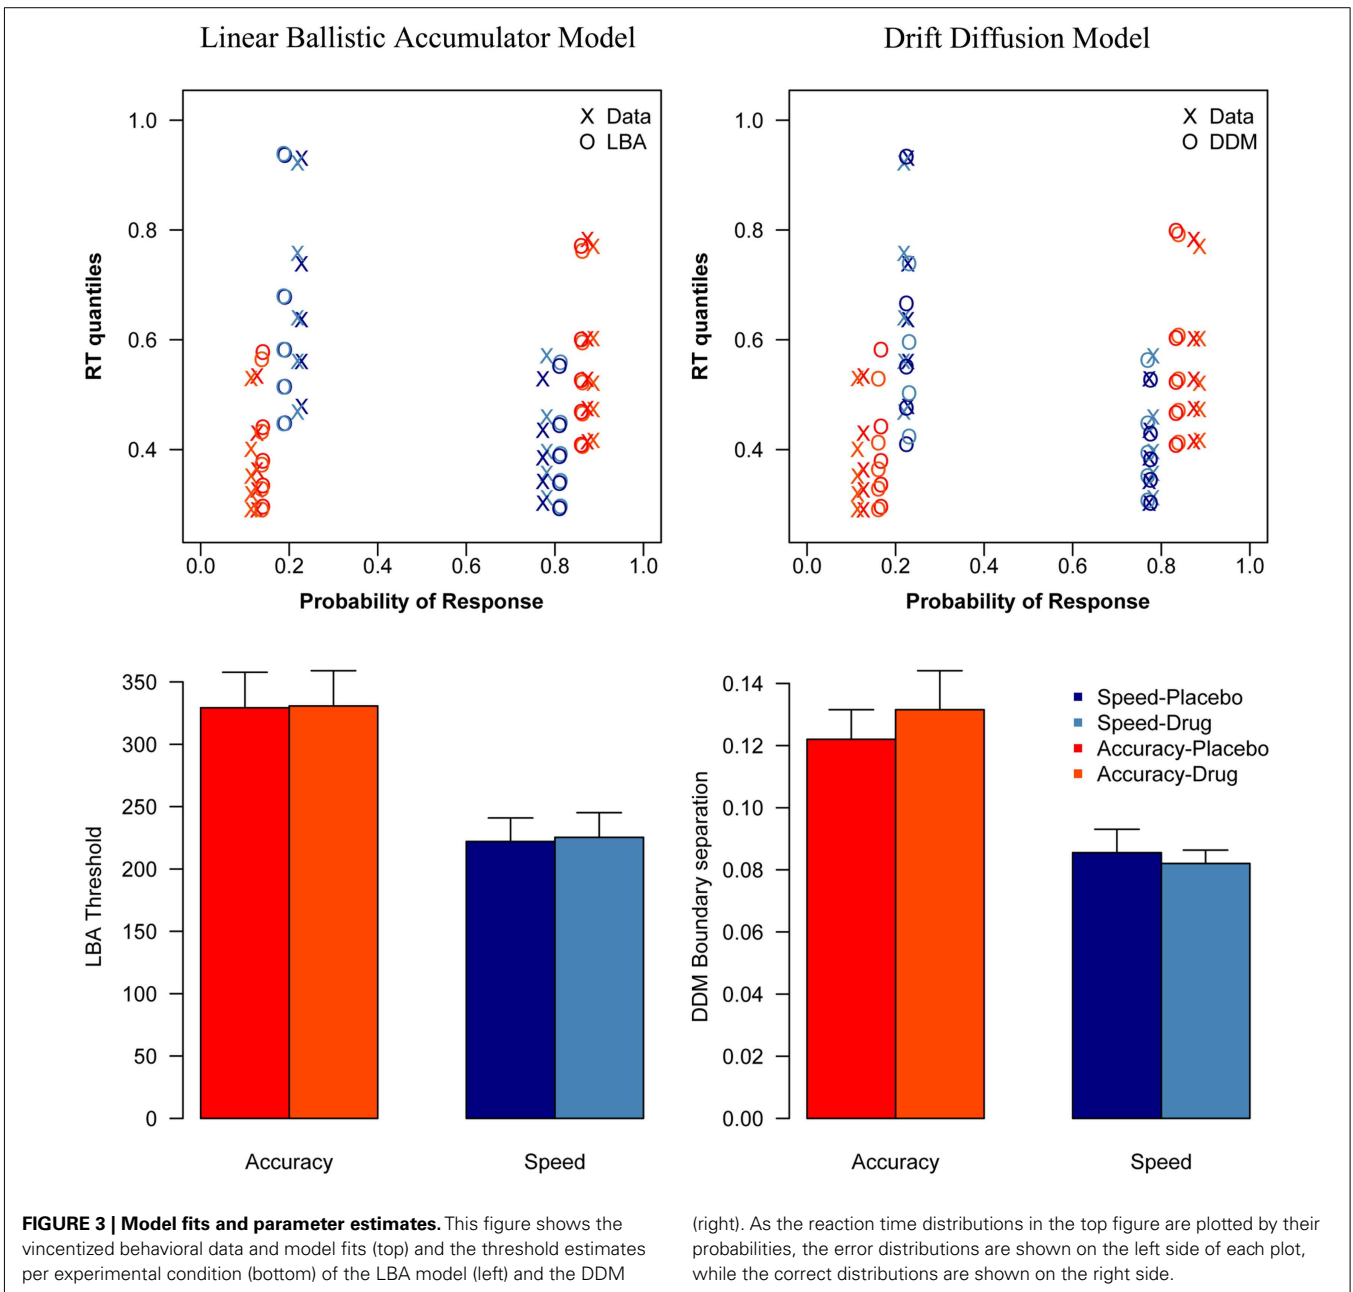 Linear Ballistic Accumulator Model
Drift Diffusion Model
X Data
O LBA
1.0
0.8
0.6
0.4
RT quantiles
0.0 0.2 0.4 0.6 0.8 1.0
Probability of Response
X Data
O DDM
1.0
0.8
0.6
0.4
RT quantiles
0.0 0.2 0.4 0.6 0.8 1.0
Probability of Response
350
300
250
200
150
100
50
0
LBA Threshold
Accuracy Speed
0.14
0.12
0.10
0.08
0.06
0.04
0.02
0.00
DDM Boundary separation
Speed-Placebo
Speed-Drug
Accuracy-Placebo
Accuracy-Drug
Accuracy Speed
FIGURE 3 | Model fits and parameter estimates. This figure shows the
vincentized behavioral data and model fits (top) and the threshold estimates
per experimental condition (bottom) of the LBA model (left) and the DDM
(right). As the reaction time distributions in the top figure are plotted by their
probabilities, the error distributions are shown on the left side of each plot,
while the correct distributions are shown on the right side.